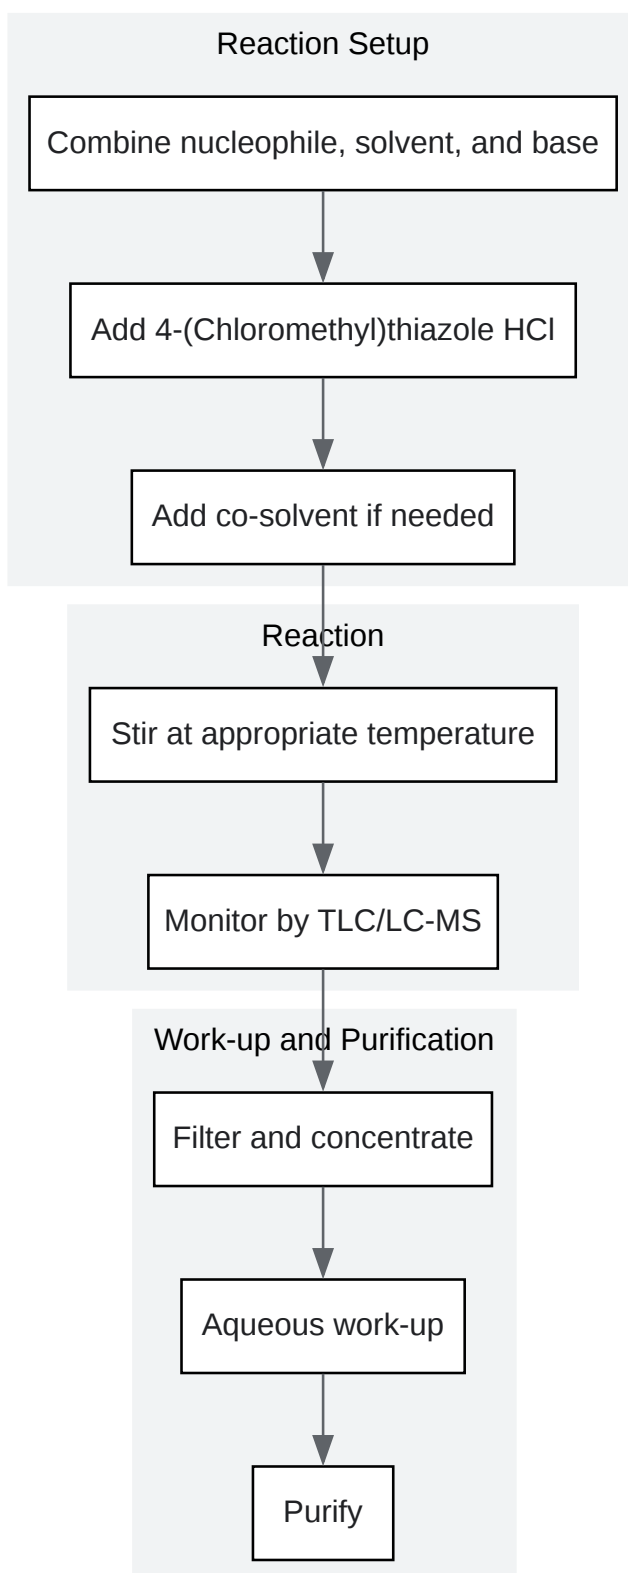 Reaction Setup
Combine nucleophile, solvent, and base
Add 4-(Chloromethyl)thiazole HCl
Add co-solvent if needed
Reaction
Stir at appropriate temperature
Monitor by TLC/LC-MS
Work-up and Purification
Filter and concentrate
Aqueous work-up
Purify